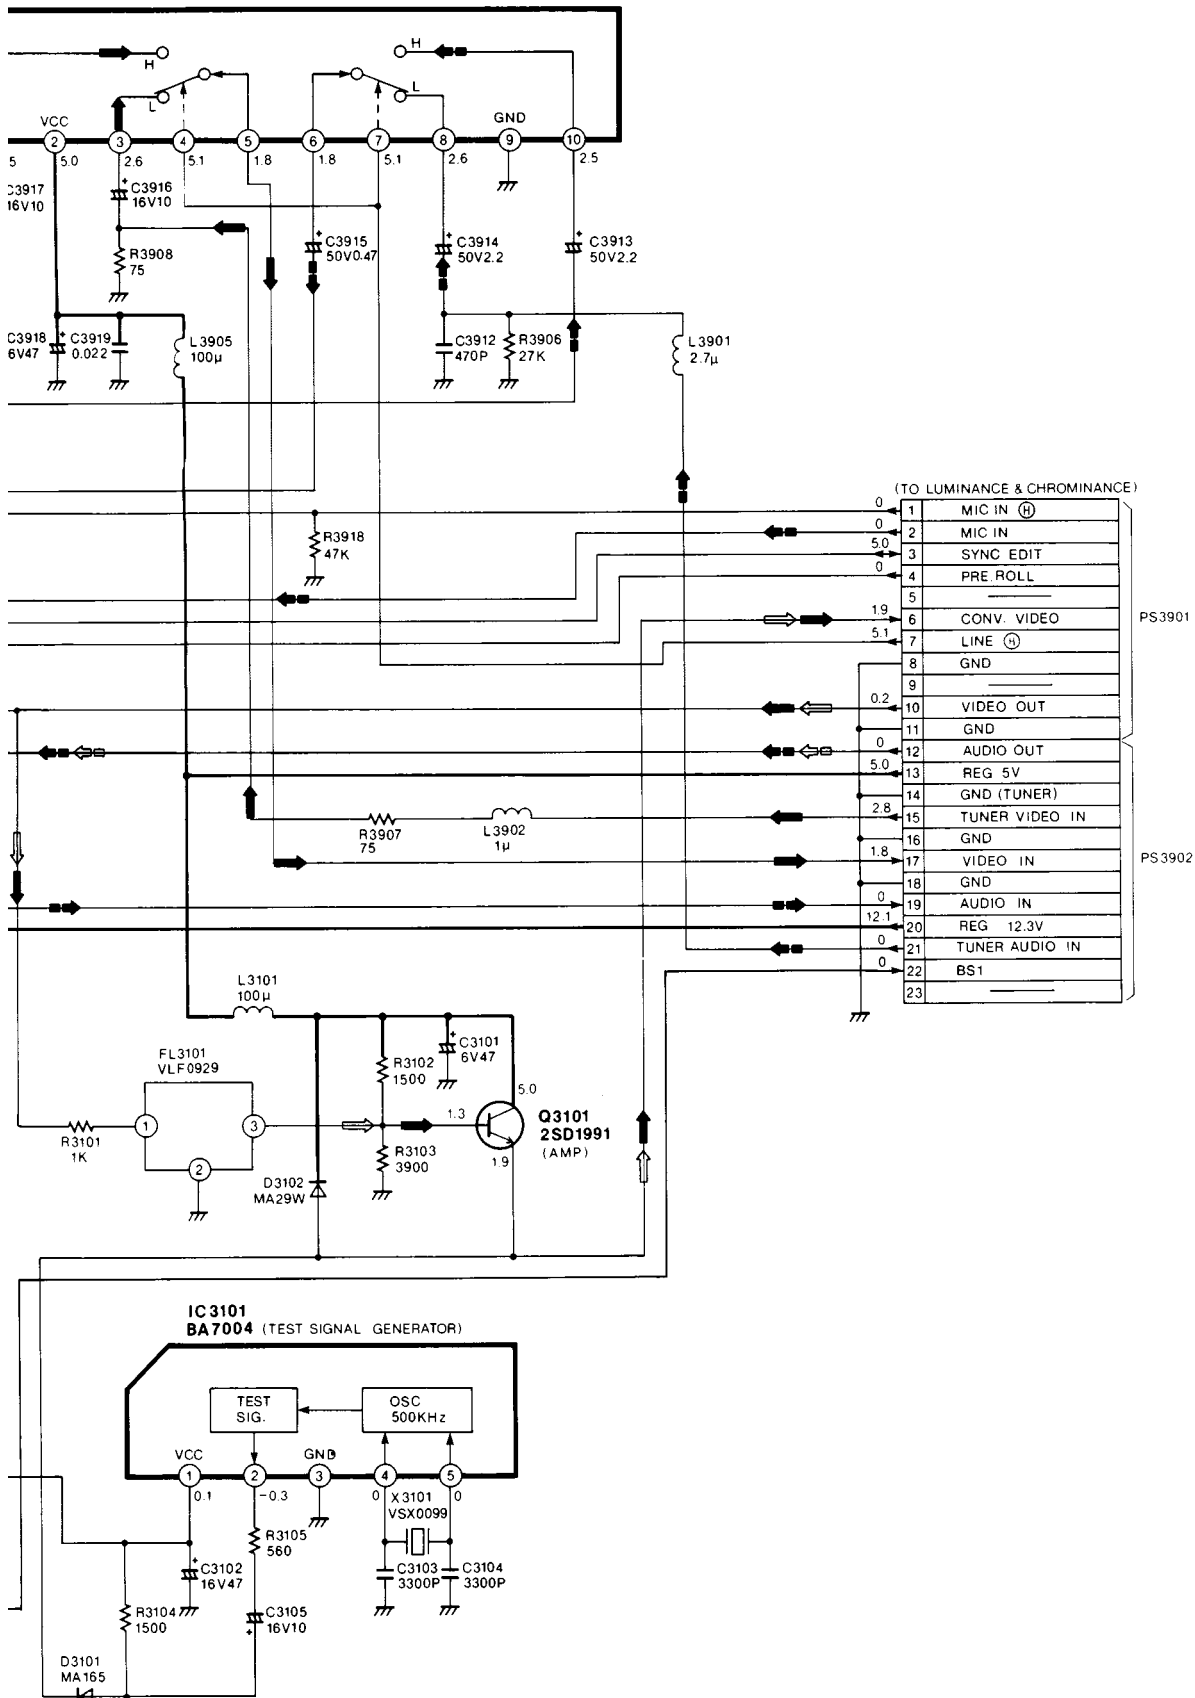 H
H
L
L
VCC
GND
2
3
4
5
6
7
8
9
10
5
5.0
2.6
5.1
1.8
1.8
5.1
2.6
2.5
C3917
16V10
C3916
16V10
R3908
75
C3915
50V0.47
C3914
50V2.2
C3913
50V2.2
C3918
6V47
C3919
0.022
L3905
100μ
C3912
470P
R3906
27K
L3901
2.7μ
R3918
47K
(TO LUMINANCE & CHROMINANCE)
0 1 MIC IN (H)
0 2 MIC IN
5.0 3 SYNC EDIT
0 4 PRE.ROLL
5
1.9 6 CONV. VIDEO
5.1 7 LINE (H)
8 GND
9
0.2 10 VIDEO OUT
11 GND
PS3901
0 12 AUDIO OUT
5.0 13 REG 5V
14 GND (TUNER)
2.8 15 TUNER VIDEO IN
16 GND
1.8 17 VIDEO IN
18 GND
0 19 AUDIO IN
12.1 20 REG 12.3V
0 21 TUNER AUDIO IN
0 22 BS1
23
PS3902
R3907
75
L3902
1μ
L3101
100μ
FL3101
VLF0929
1
3
2
R3101
1K
R3102
1500
C3101
6V47
5.0
1.3
1.9
Q3101
2SD1991
(AMP)
R3103
3900
D3102
MA29W
IC3101
BA7004 (TEST SIGNAL GENERATOR)
TEST
SIG.
OSC
500KHz
VCC
GND
1
2
3
4
5
0.1
-0.3
0
0
X3101
VSX0099
R3105
560
C3102
16V47
C3103
3300P
C3104
3300P
R3104
1500
C3105
16V10
D3101
MA165